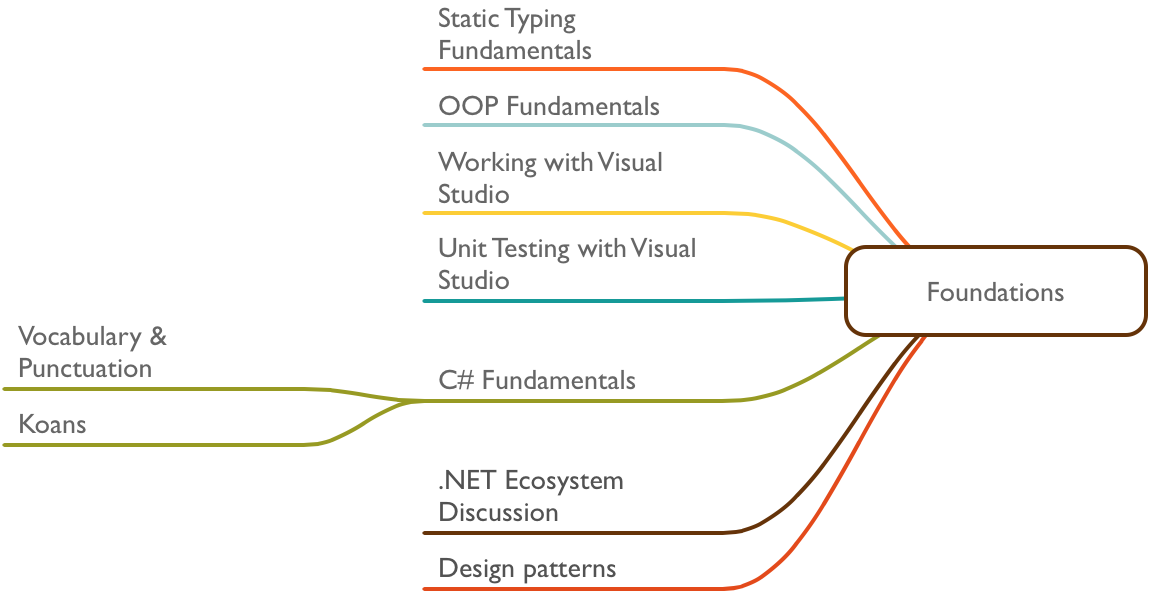 Static Typing
Fundamentals
OOP Fundamentals
Working with Visual
Studio
Unit Testing with Visual
Studio
Foundations
Vocabulary &
Punctuation
C# Fundamentals
Koans
.NET Ecosystem
Discussion
Design patterns